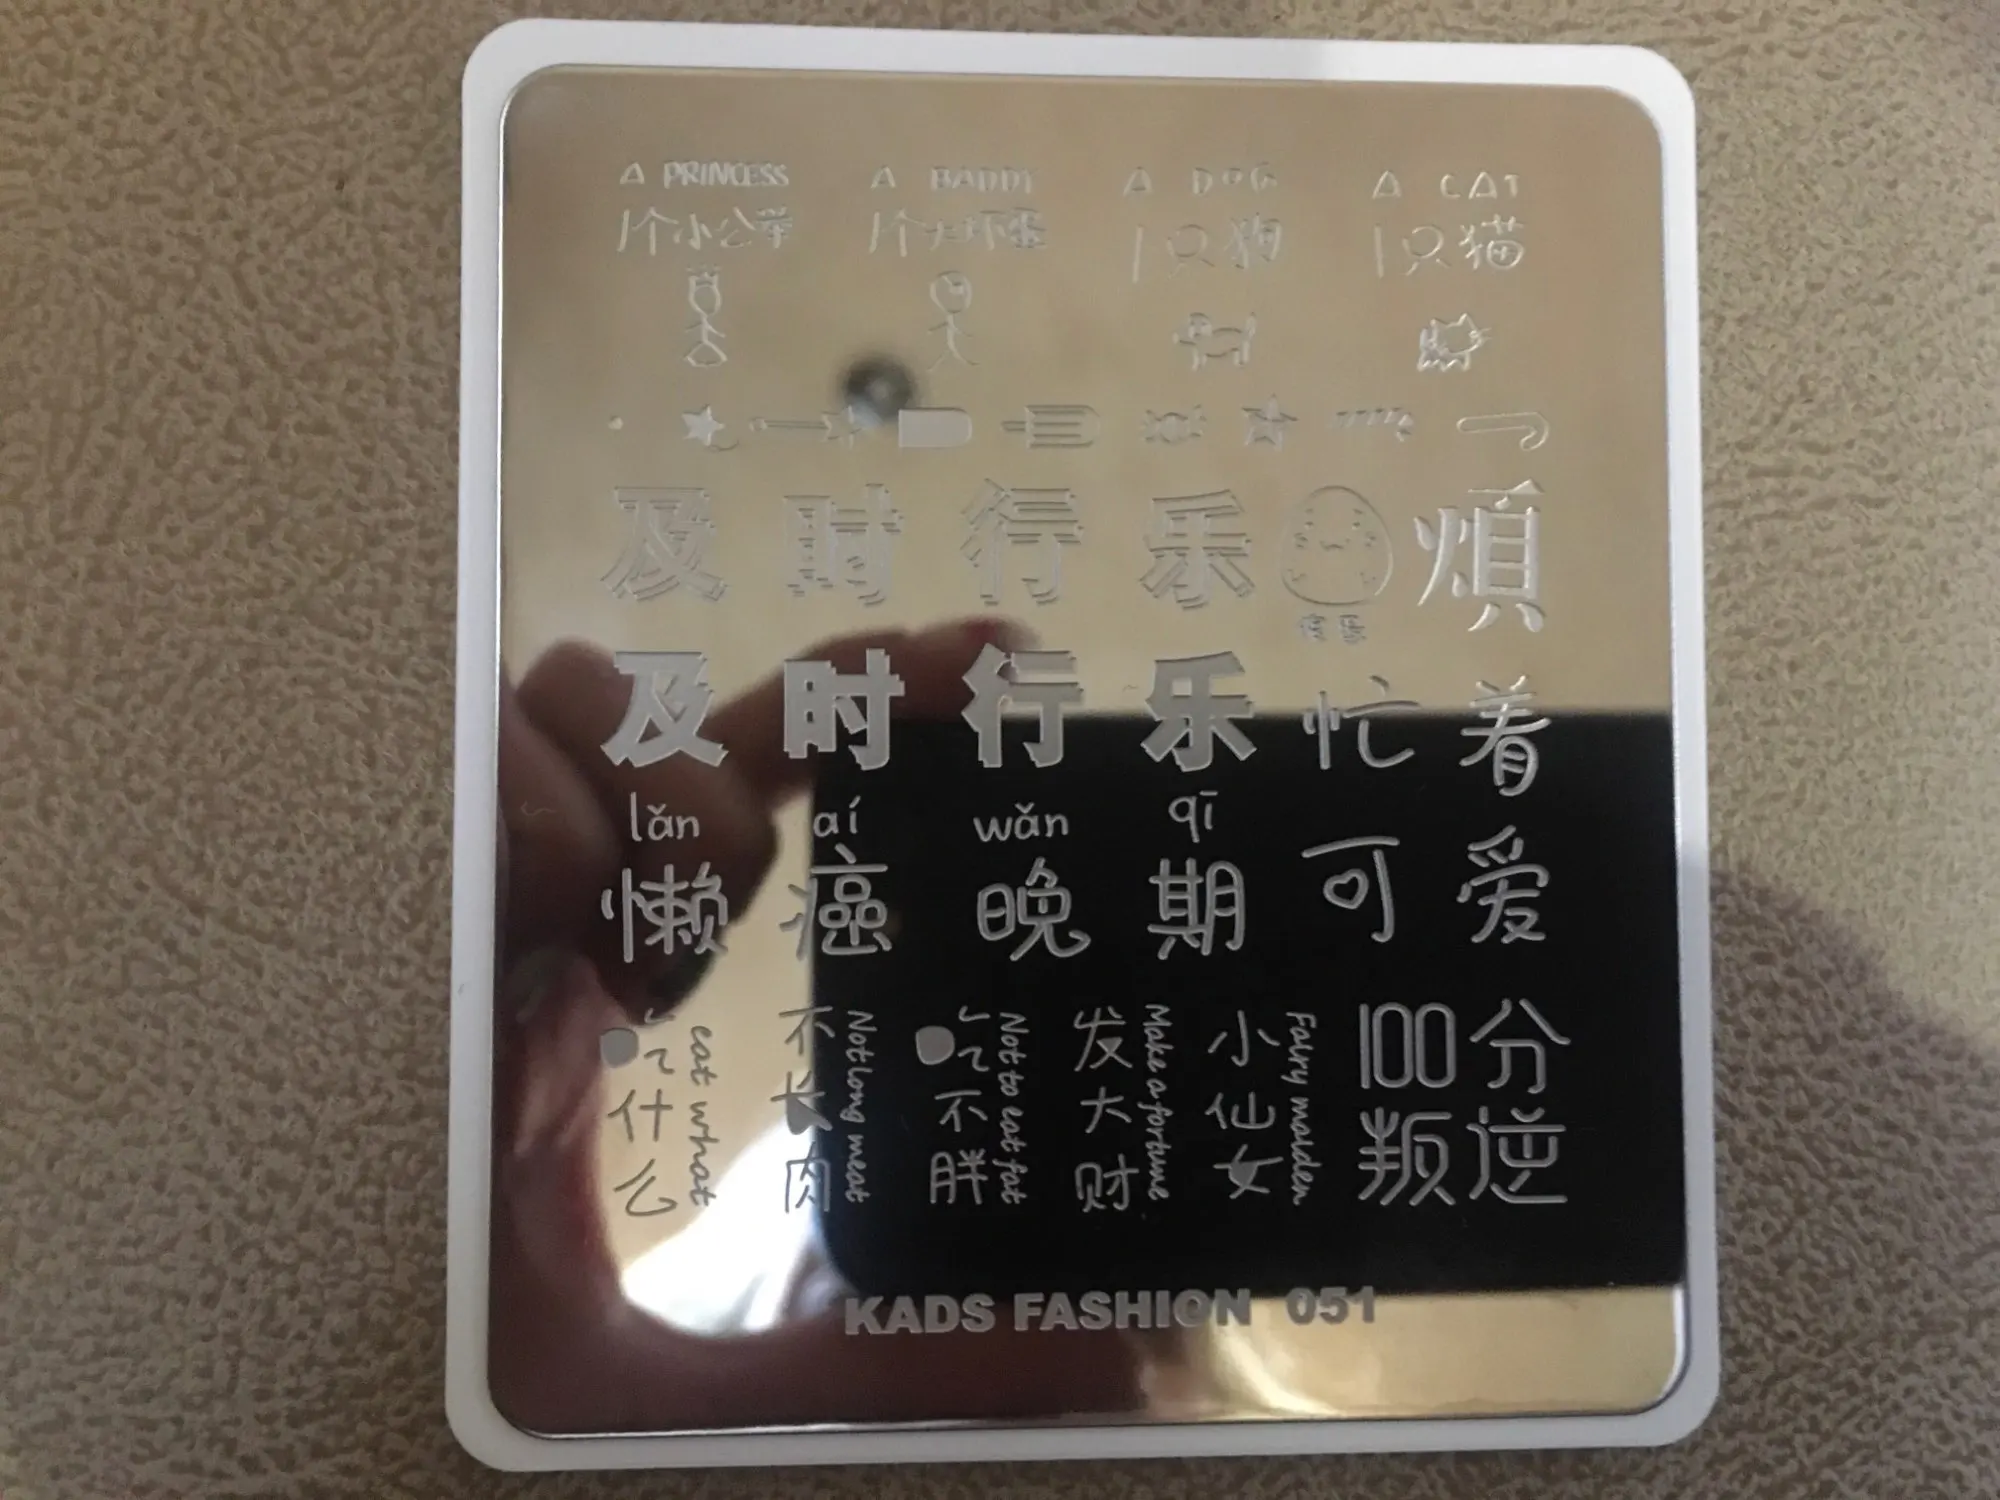 A PRINCESS A BADDY A DOG A CAT
1个小公举 1个大坏蛋 1只狗 1只猫
及时行乐 煩
及时行乐 忙着
lǎn aí wǎn qī
懒癌晚期 可爱
吃什么
eat what
不长肉
Not long meat
吃不胖
Not to eat fat
发大财
Make a fortune
小仙女
Fairy maiden
100分
叛逆
KADS FASHION 051